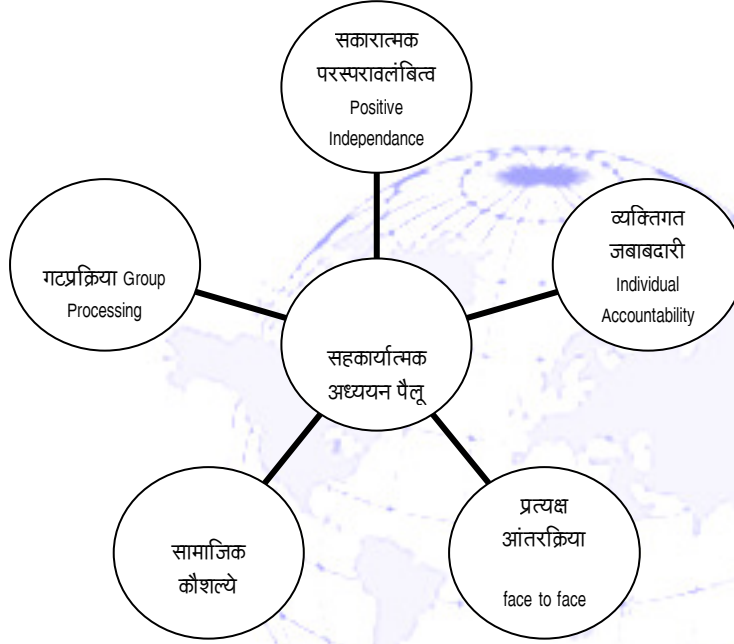 सकारात्मक
परस्परावलंबित्व
Positive
Independance
व्यक्तिगत
जबाबदारी
Individual
Accountability
गटप्रक्रिया Group
Processing
सहकार्यात्मक
अध्ययन पैलू
प्रत्यक्ष
आंतरक्रिया
face to face
सामाजिक
कौशल्ये